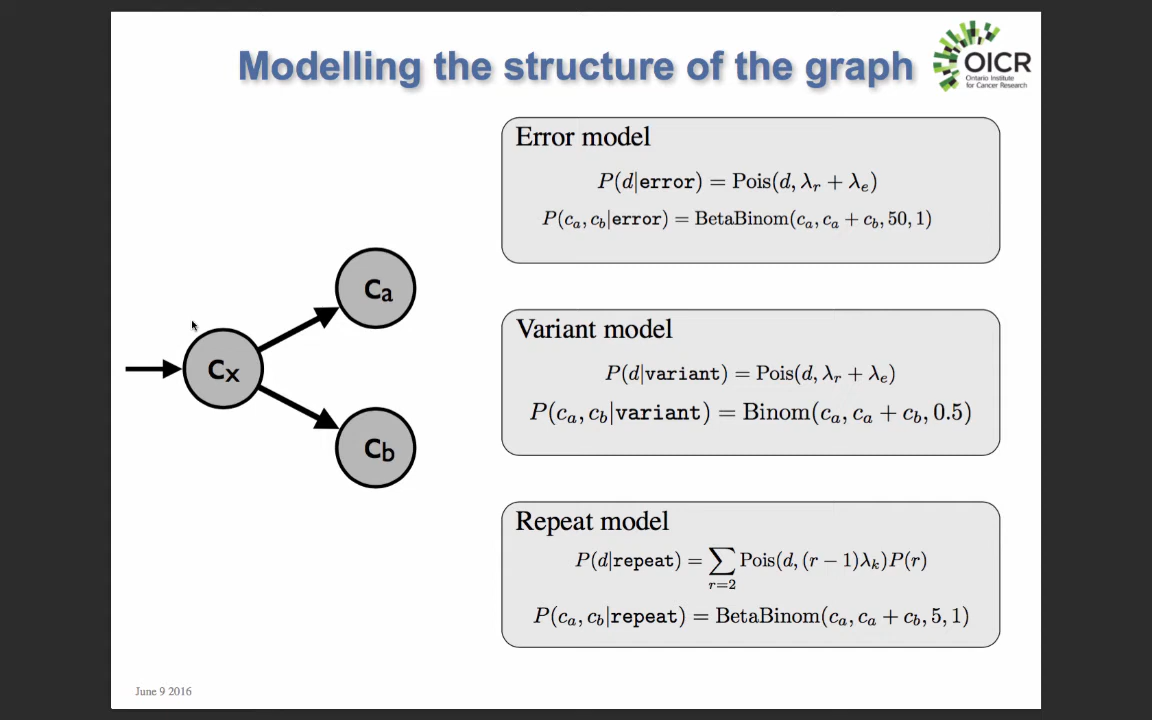 Modelling the structure of the graph
OICR
Ontario Institute
for Cancer Research
Error model
P(d|error) = Pois(d, λ_r + λ_e)
P(c_a, c_b|error) = BetaBinom(c_a, c_a + c_b, 50, 1)
c_a
c_x
c_b
Variant model
P(d|variant) = Pois(d, λ_r + λ_e)
P(c_a, c_b|variant) = Binom(c_a, c_a + c_b, 0.5)
Repeat model
P(d|repeat) = ∑_{r=2} Pois(d, (r − 1)λ_k)P(r)
P(c_a, c_b|repeat) = BetaBinom(c_a, c_a + c_b, 5, 1)
June 9 2016